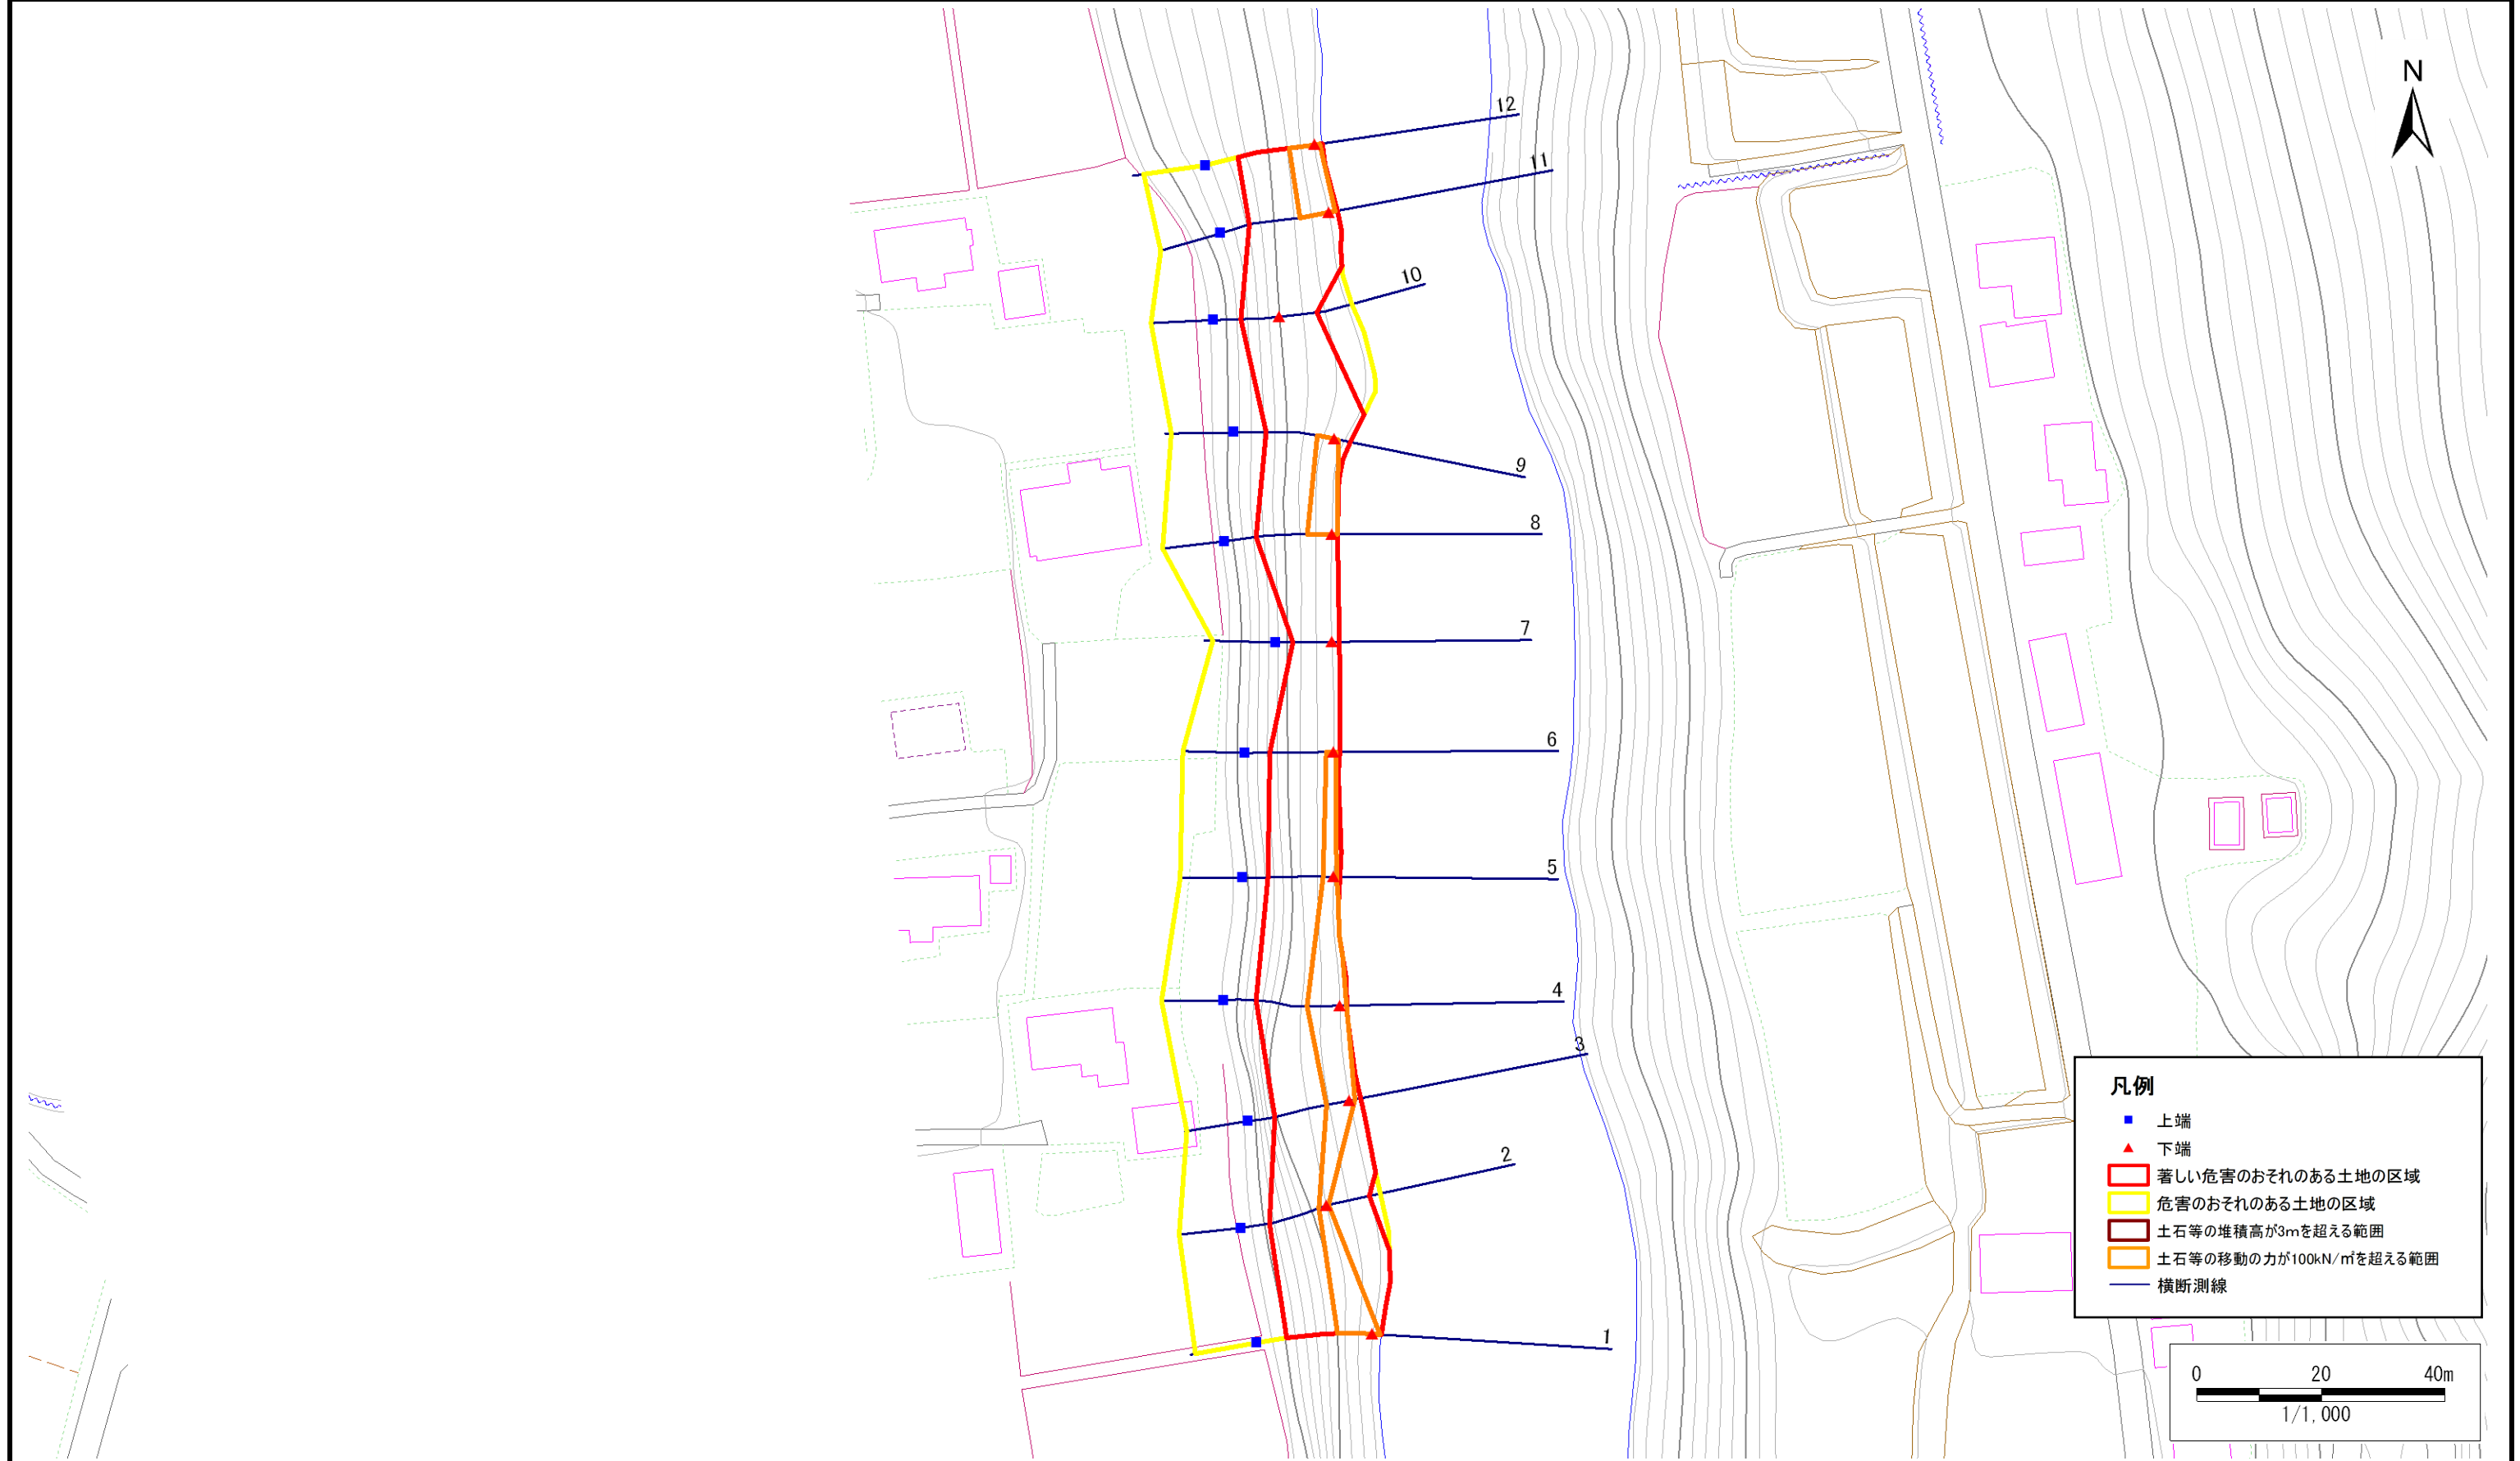 N
12
11
10
9
8
7
6
5
4
3
2
1
凡例
上端
下端
著しい危害のおそれのある土地の区域
危害のおそれのある土地の区域
土石等の堆積高が3mを超える範囲
土石等の移動の力が100kN/㎡を超える範囲
横断測線
0 20 40m
1/1,000